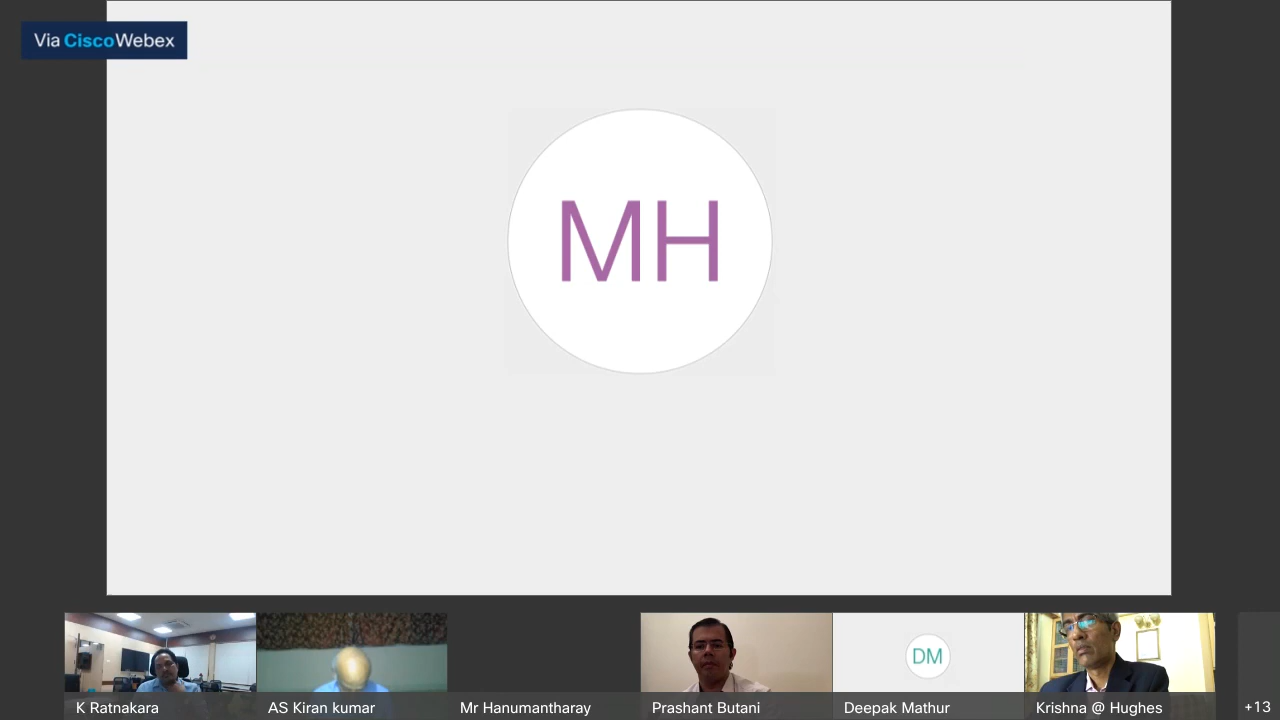 Via CiscoWebex
MH
DM
K Ratnakara
AS Kiran kumar
Mr Hanumantharay
Prashant Butani
Deepak Mathur
Krishna @ Hughes
+13